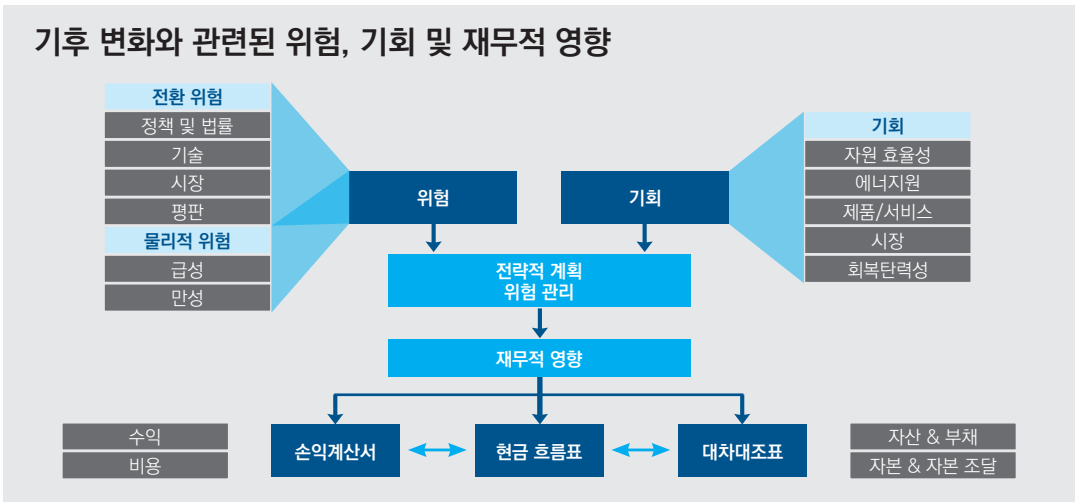 기후 변화와 관련된 위험, 기회 및 재무적 영향
전환 위험
정책 및 법률
기술
시장
평판
물리적 위험
급성
만성
위험
기회
기회
자원 효율성
에너지원
제품/서비스
시장
회복탄력성
전략적 계획
위험 관리
재무적 영향
수익
비용
손익계산서
현금 흐름표
대차대조표
자산 & 부채
자본 & 자본 조달